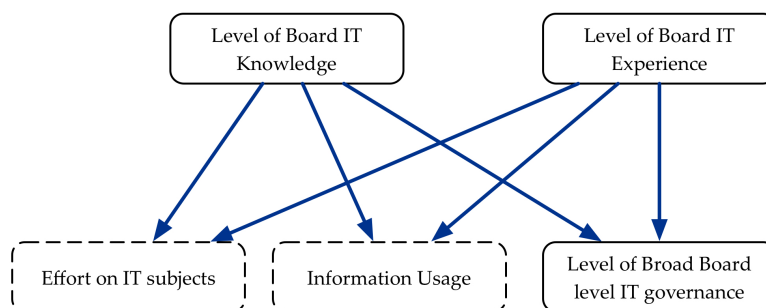 Level of Board IT
Knowledge
Level of Board IT
Experience
Effort on IT subjects
Information Usage
Level of Broad Board
level IT governance